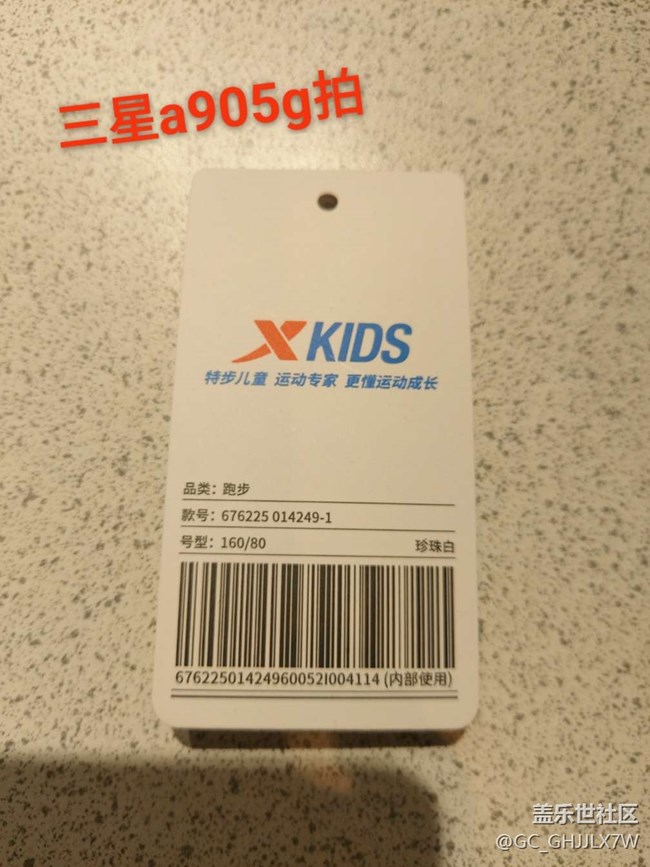 三星a905g拍
XKIDS
特步儿童 运动专家 更懂运动成长
品类：跑步
款号：676225 014249-1
号型：160/80 珍珠白
67622501424960052I004114 (内部使用)
盖乐世社区
@GC_GHJJLX7W